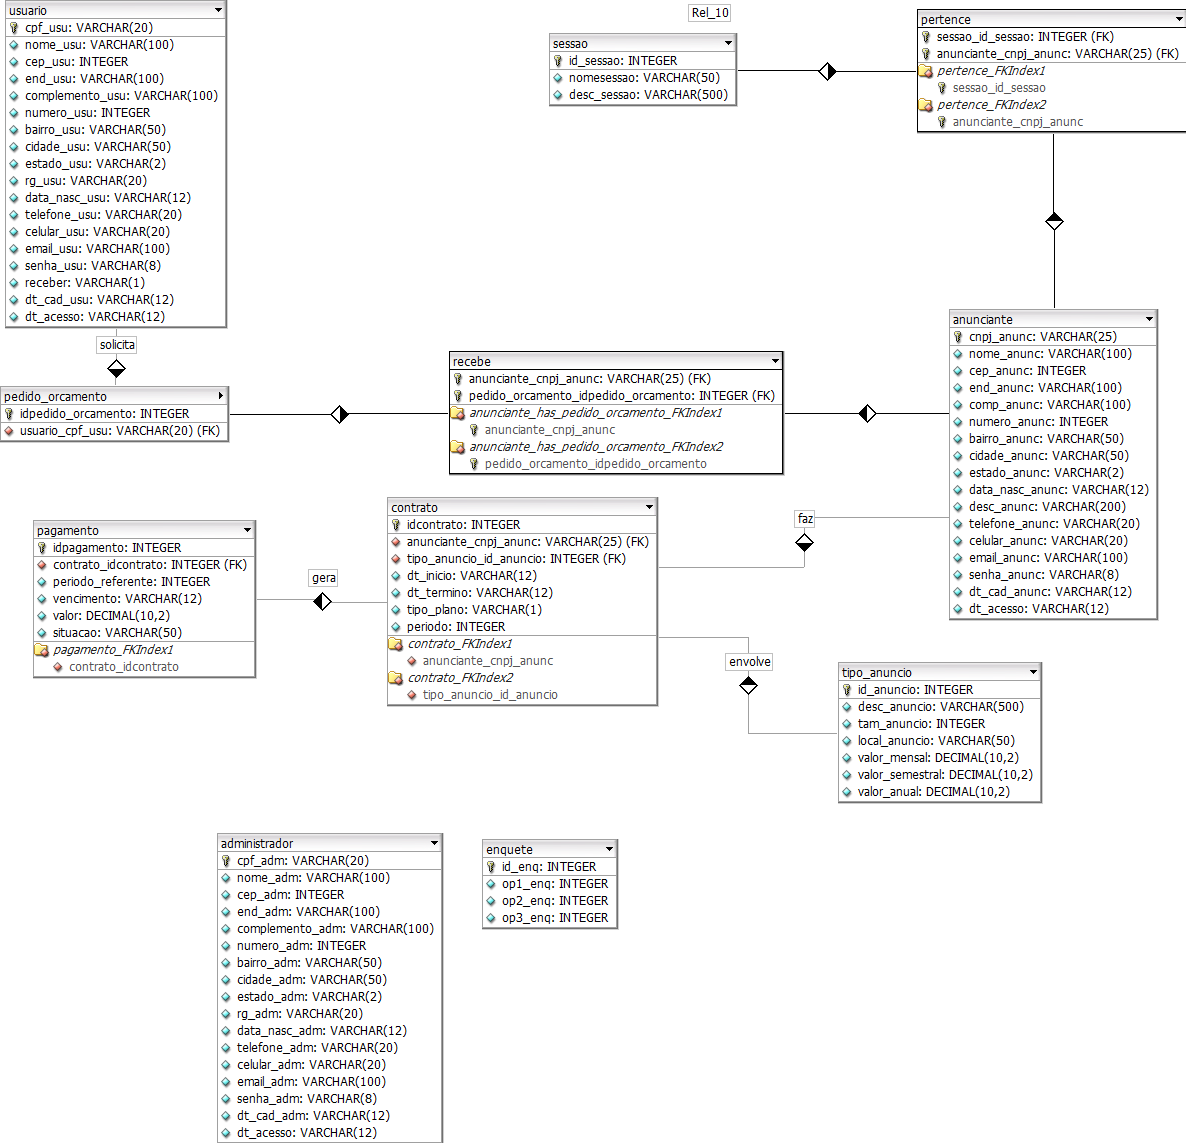 usuario
cpf_usu: VARCHAR(20)
nome_usu: VARCHAR(100)
cep_usu: INTEGER
end_usu: VARCHAR(100)
complemento_usu: VARCHAR(100)
numero_usu: INTEGER
bairro_usu: VARCHAR(50)
cidade_usu: VARCHAR(50)
estado_usu: VARCHAR(2)
rg_usu: VARCHAR(20)
data_nasc_usu: VARCHAR(12)
telefone_usu: VARCHAR(20)
celular_usu: VARCHAR(20)
email_usu: VARCHAR(100)
senha_usu: VARCHAR(8)
receber: VARCHAR(1)
dt_cad_usu: VARCHAR(12)
dt_acesso: VARCHAR(12)
Rel_10
sessao
id_sessao: INTEGER
nomesessao: VARCHAR(50)
desc_sessao: VARCHAR(500)
pertence
sessao_id_sessao: INTEGER (FK)
anunciante_cnpj_anunc: VARCHAR(25) (FK)
pertence_FKIndex1
sessao_id_sessao
pertence_FKIndex2
anunciante_cnpj_anunc
solicita
pedido_orcamento
idpedido_orcamento: INTEGER
usuario_cpf_usu: VARCHAR(20) (FK)
recebe
anunciante_cnpj_anunc: VARCHAR(25) (FK)
pedido_orcamento_idpedido_orcamento: INTEGER (FK)
anunciante_has_pedido_orcamento_FKIndex1
anunciante_cnpj_anunc
anunciante_has_pedido_orcamento_FKIndex2
pedido_orcamento_idpedido_orcamento
anunciante
cnpj_anunc: VARCHAR(25)
nome_anunc: VARCHAR(100)
cep_anunc: INTEGER
end_anunc: VARCHAR(100)
comp_anunc: VARCHAR(100)
numero_anunc: INTEGER
bairro_anunc: VARCHAR(50)
cidade_anunc: VARCHAR(50)
estado_anunc: VARCHAR(2)
data_nasc_anunc: VARCHAR(12)
desc_anunc: VARCHAR(200)
telefone_anunc: VARCHAR(20)
celular_anunc: VARCHAR(20)
email_anunc: VARCHAR(100)
senha_anunc: VARCHAR(8)
dt_cad_anunc: VARCHAR(12)
dt_acesso: VARCHAR(12)
pagamento
idpagamento: INTEGER
contrato_idcontrato: INTEGER (FK)
periodo_referente: INTEGER
vencimento: VARCHAR(12)
valor: DECIMAL(10,2)
situacao: VARCHAR(50)
pagamento_FKIndex1
contrato_idcontrato
gera
contrato
idcontrato: INTEGER
anunciante_cnpj_anunc: VARCHAR(25) (FK)
tipo_anuncio_id_anuncio: INTEGER (FK)
dt_inicio: VARCHAR(12)
dt_termino: VARCHAR(12)
tipo_plano: VARCHAR(1)
periodo: INTEGER
contrato_FKIndex1
anunciante_cnpj_anunc
contrato_FKIndex2
tipo_anuncio_id_anuncio
faz
envolve
tipo_anuncio
id_anuncio: INTEGER
desc_anuncio: VARCHAR(500)
tam_anuncio: INTEGER
local_anuncio: VARCHAR(50)
valor_mensal: DECIMAL(10,2)
valor_semestral: DECIMAL(10,2)
valor_anual: DECIMAL(10,2)
administrador
cpf_adm: VARCHAR(20)
nome_adm: VARCHAR(100)
cep_adm: INTEGER
end_adm: VARCHAR(100)
complemento_adm: VARCHAR(100)
numero_adm: INTEGER
bairro_adm: VARCHAR(50)
cidade_adm: VARCHAR(50)
estado_adm: VARCHAR(2)
rg_adm: VARCHAR(20)
data_nasc_adm: VARCHAR(12)
telefone_adm: VARCHAR(20)
celular_adm: VARCHAR(20)
email_adm: VARCHAR(100)
senha_adm: VARCHAR(8)
dt_cad_adm: VARCHAR(12)
dt_acesso: VARCHAR(12)
enquete
id_enq: INTEGER
op1_enq: INTEGER
op2_enq: INTEGER
op3_enq: INTEGER